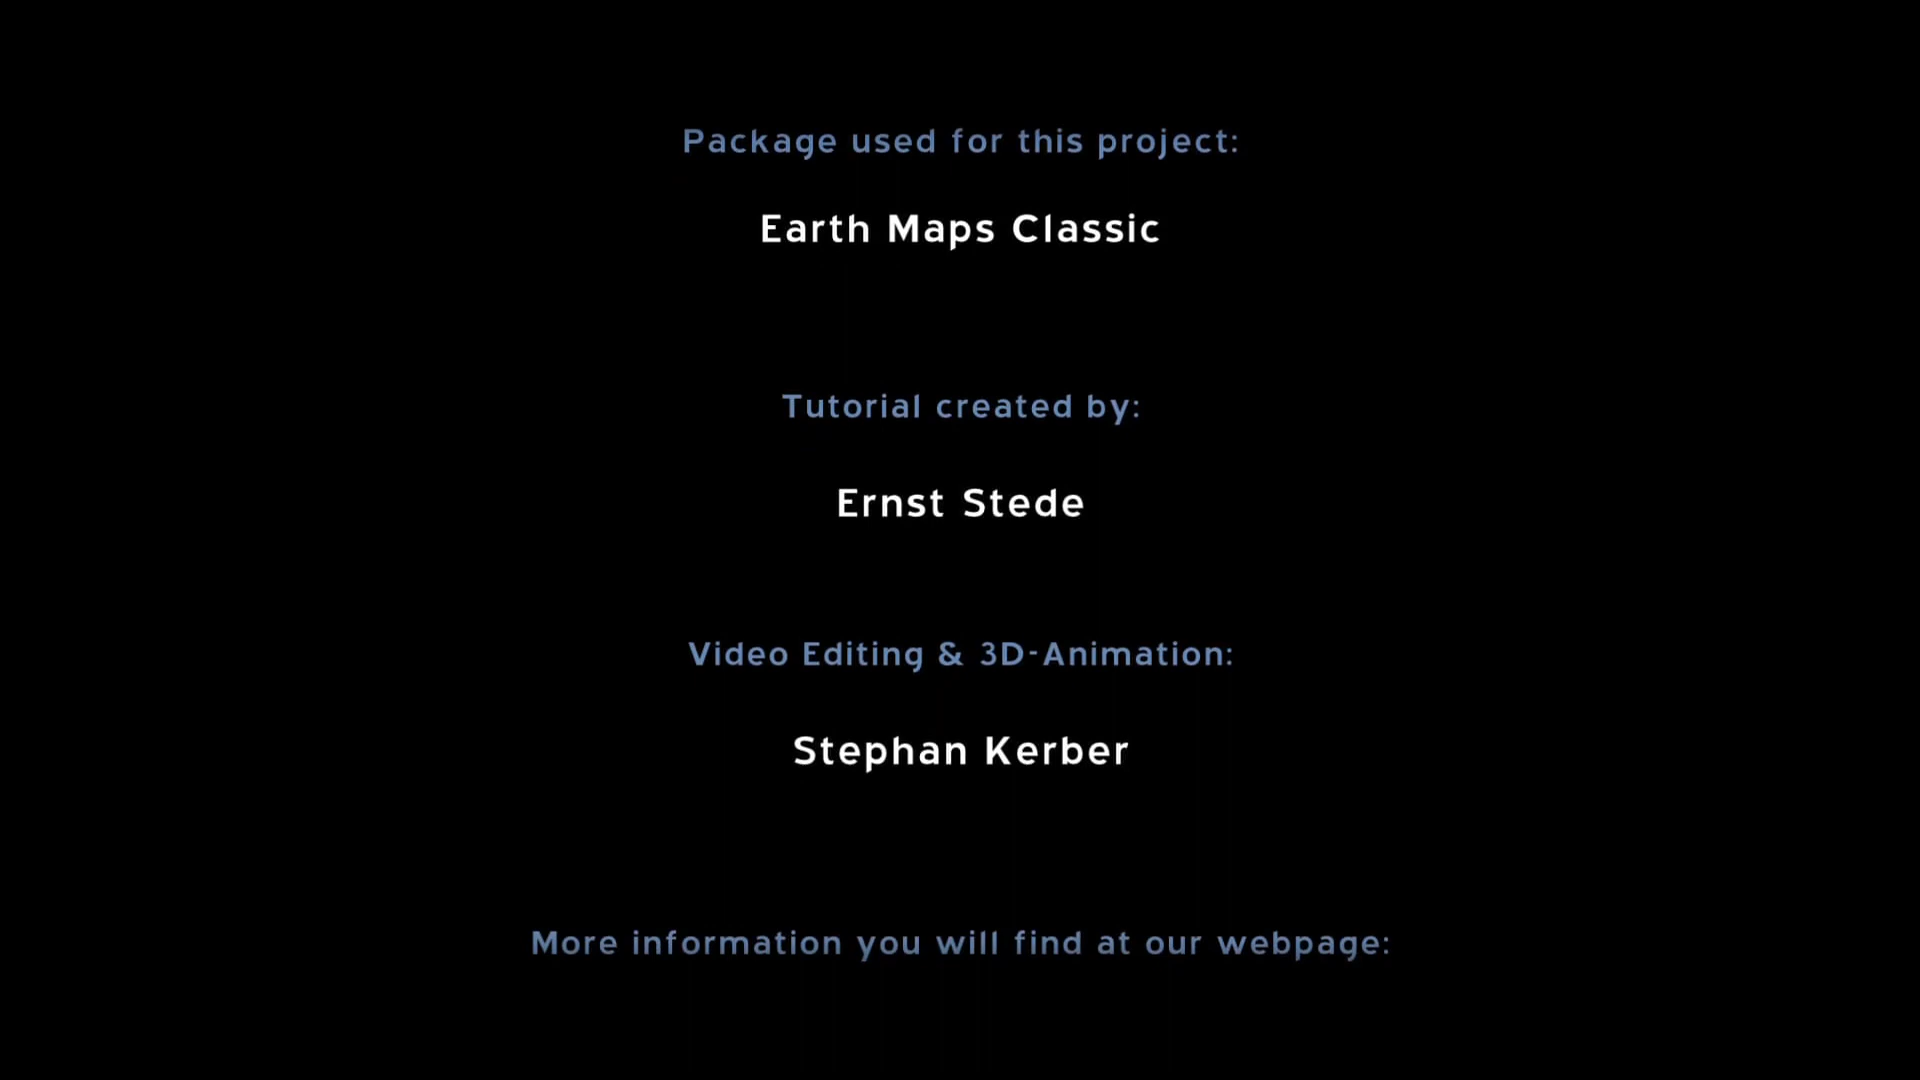 Package used for this project:
Earth Maps Classic
Tutorial created by:
Ernst Stede
Video Editing & 3D-Animation:
Stephan Kerber
More information you will find at our webpage: